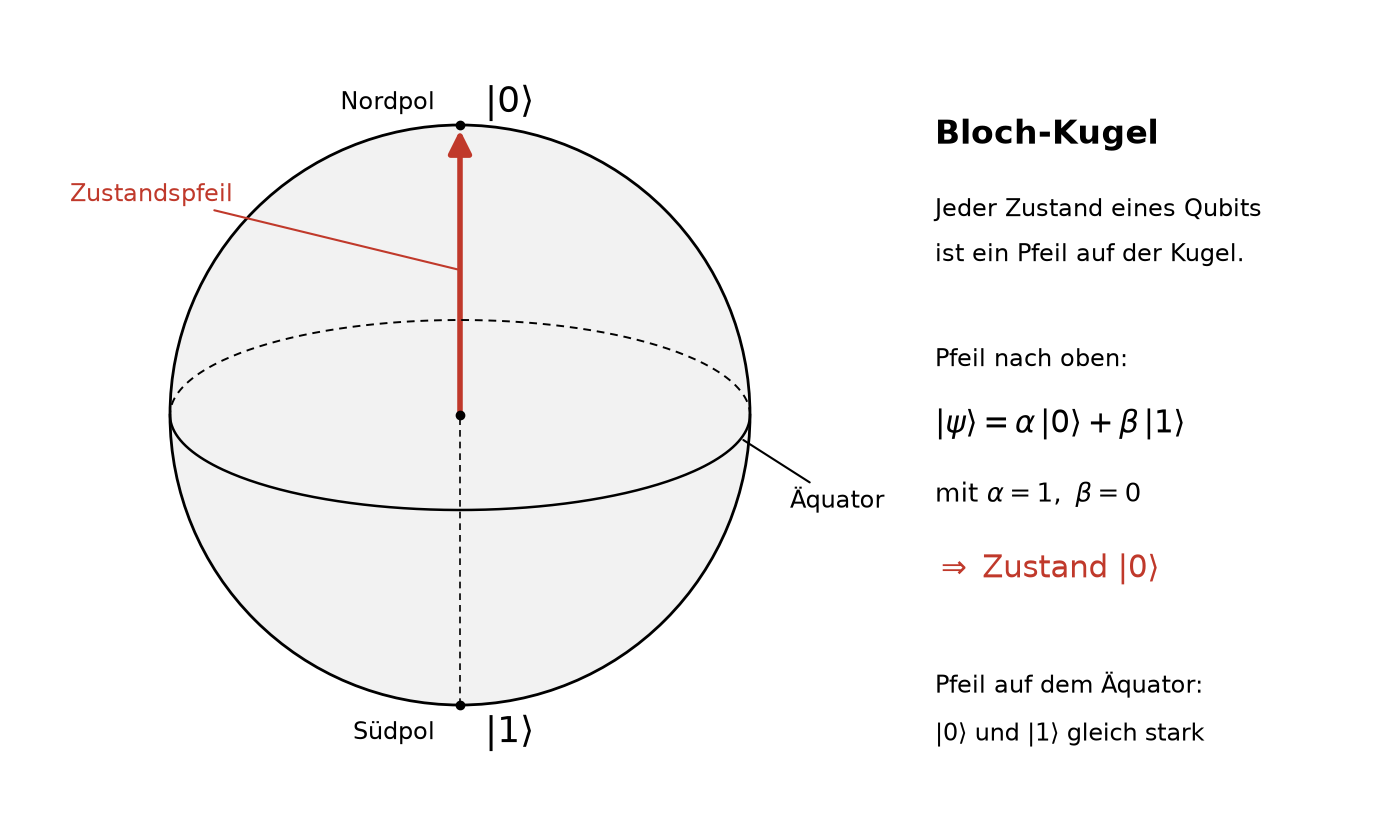 Nordpol |0⟩
Zustandspfeil
Äquator
Südpol |1⟩
Bloch-Kugel
Jeder Zustand eines Qubits
ist ein Pfeil auf der Kugel.
Pfeil nach oben:
|ψ⟩ = α |0⟩ + β |1⟩
mit α = 1, β = 0
⇒ Zustand |0⟩
Pfeil auf dem Äquator:
|0⟩ und |1⟩ gleich stark